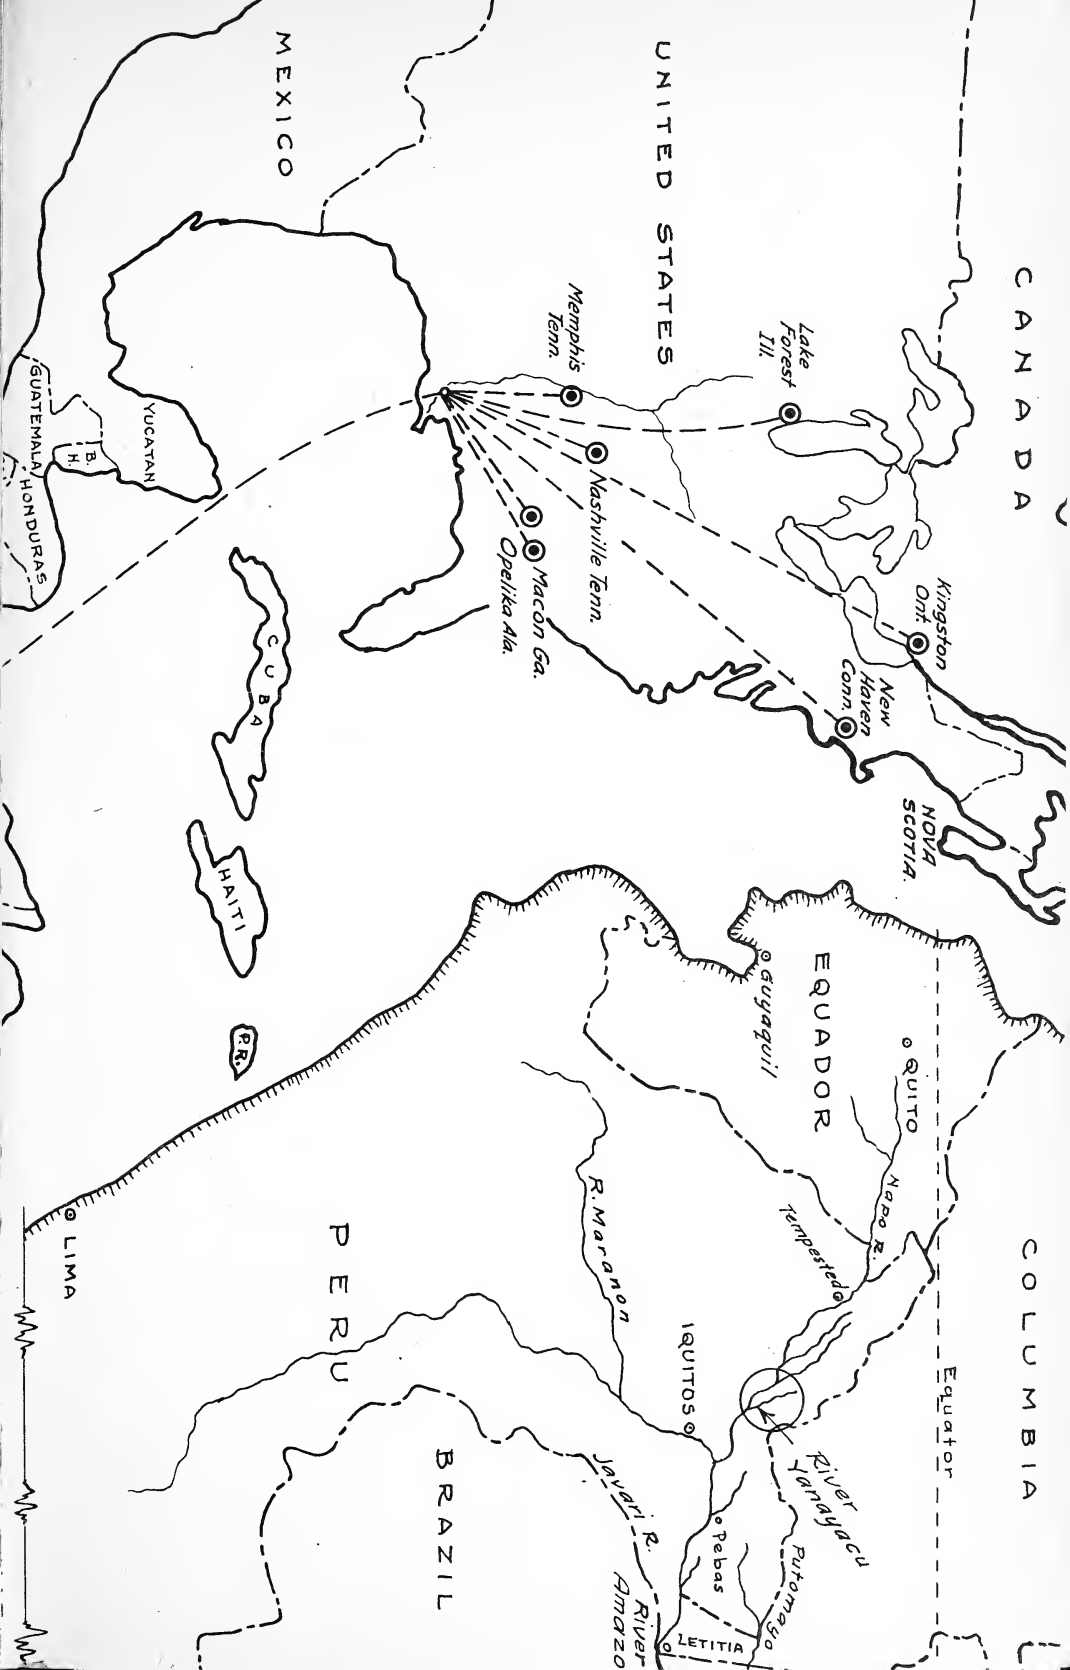 CANADA
UNITED STATES
MEXICO
Lake
Forest
Ill.
Memphis
Tenn.
Nashville Tenn.
Macon Ga.
Opelika Ala.
Kingston
Ont.
New
Haven
Conn.
NOVA
SCOTIA.
YUCATAN
B.
H.
GUATEMALA
HONDURAS
CUBA
HAITI
P.R.
COLUMBIA
Equator
EQUADOR
QUITO
GUYAQUIL
Napo R.
Tempested
River
Yanayacu
Putomayo
R. Maranon
IQUITOS
Pebas
LETITIA
River
Amazo
Javari R.
PERU
BRAZIL
LIMA